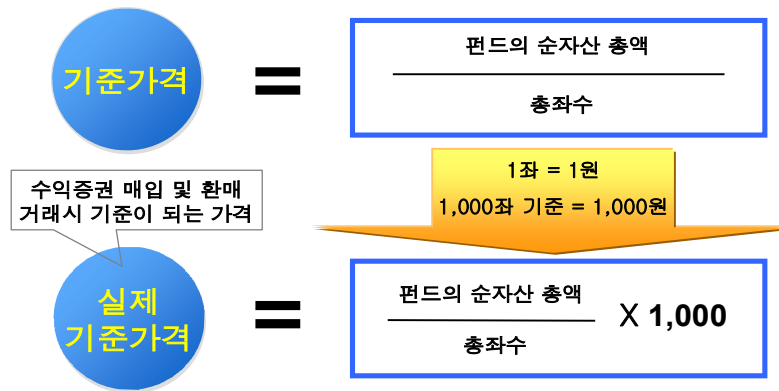 기준가격
=
펀드의 순자산 총액
총좌수
1좌 = 1원
1,000좌 기준 = 1,000원
수익증권 매입 및 환매
거래시 기준이 되는 가격
실제
기준가격
=
펀드의 순자산 총액
총좌수
X 1,000